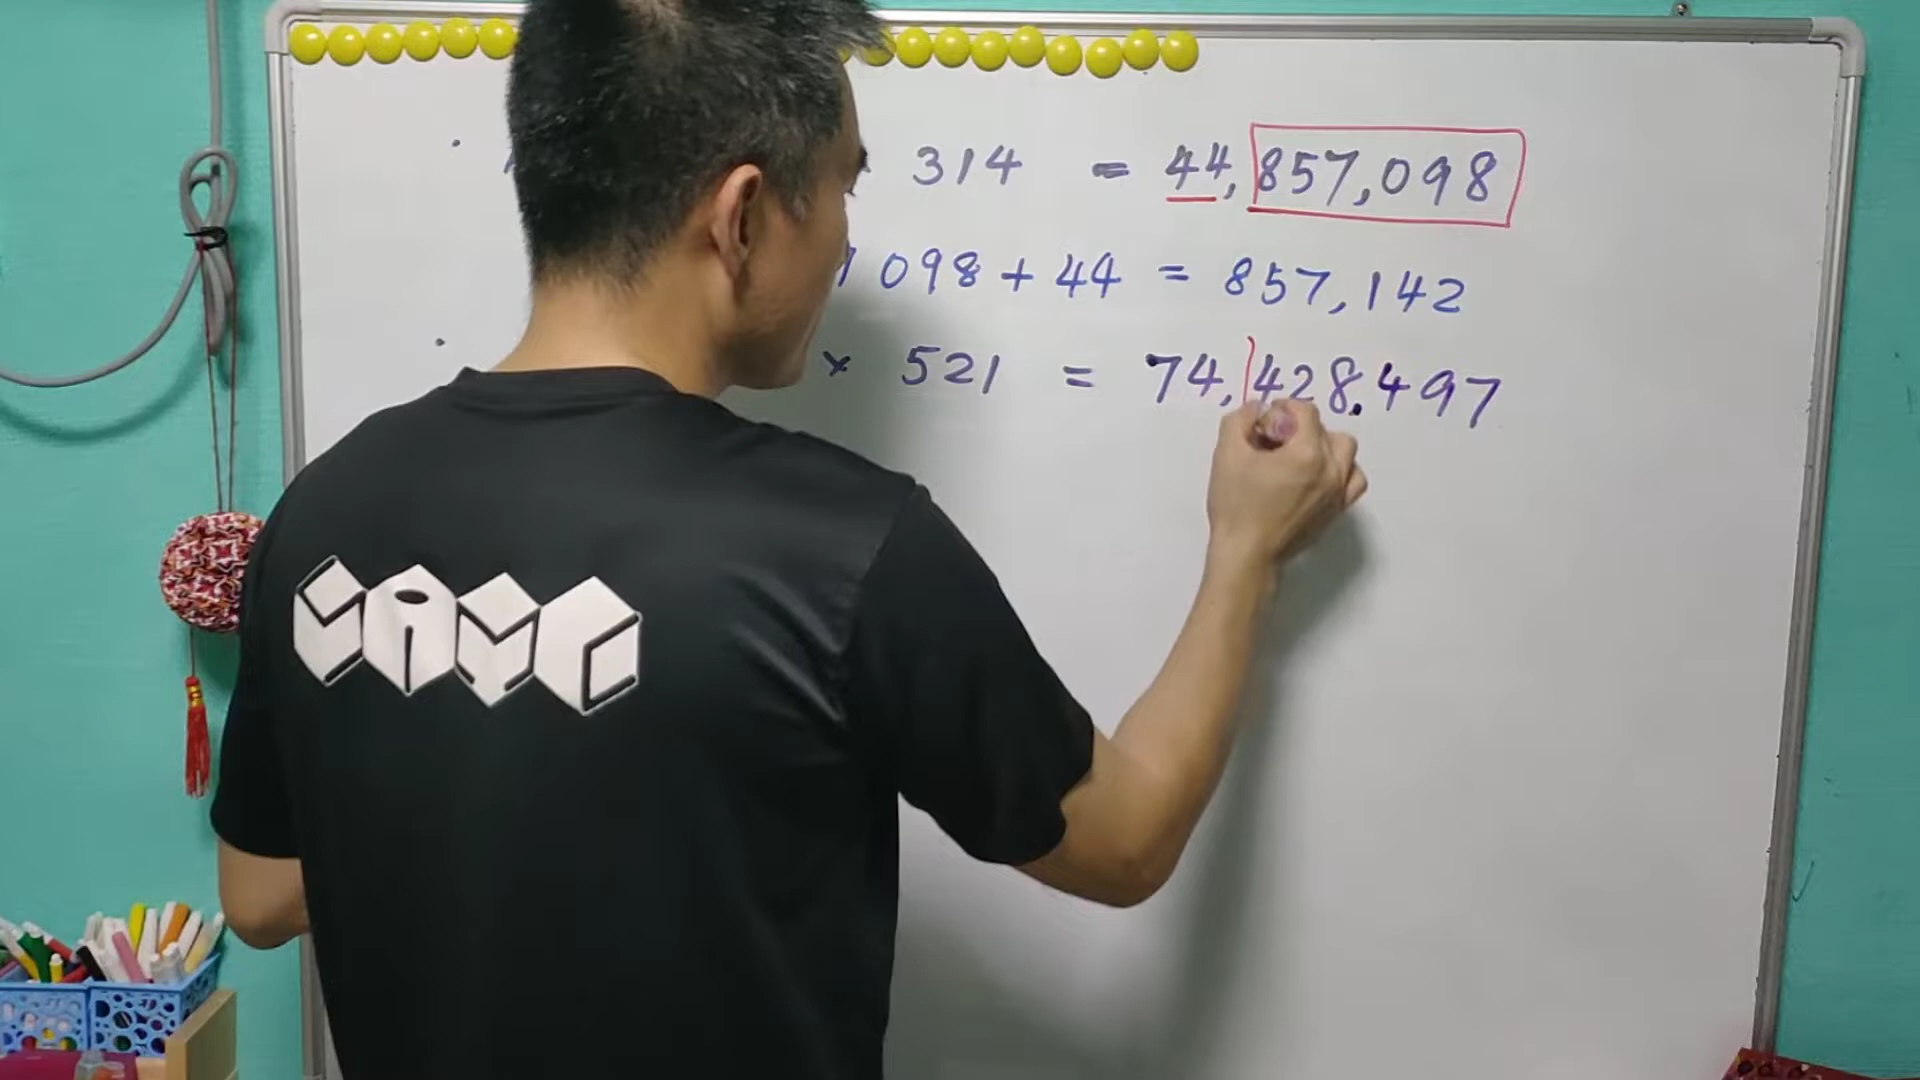 314 = 44,857,098
098 + 44 = 857,142
× 521 = 74,428.497